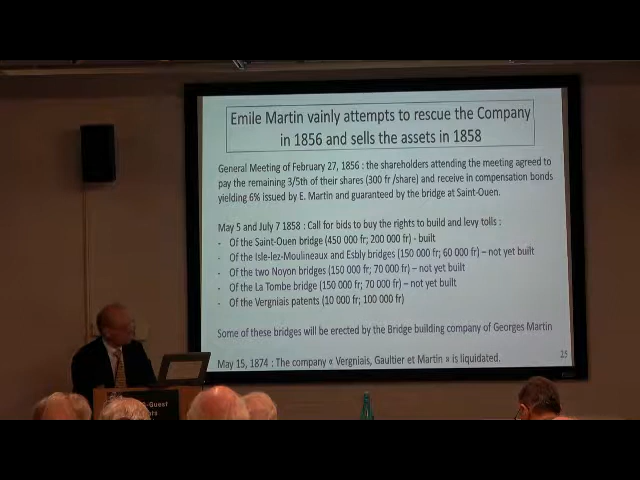 Emile Martin vainly attempts to rescue the Company
in 1856 and sells the assets in 1858
General Meeting of February 27, 1856 : the shareholders attending the meeting agreed to
pay the remaining 3/5th of their shares (300 fr /share) and receive in compensation bonds
yielding 6% issued by E. Martin and guaranteed by the bridge at Saint-Ouen.
May 5 and July 7 1858 : Call for bids to buy the rights to build and levy tolls :
- Of the Saint-Ouen bridge (450 000 fr; 200 000 fr) - built
- Of the Isle-lez-Moulineaux and Esbly bridges (150 000 fr; 60 000 fr) – not yet built
- Of the two Noyon bridges (150 000 fr; 70 000 fr) – not yet built
- Of the La Tombe bridge (150 000 fr; 70 000 fr) – not yet built
- Of the Vergniais patents (10 000 fr; 100 000 fr)
Some of these bridges will be erected by the Bridge building company of Georges Martin
May 15, 1874 : The company « Vergniais, Gaultier et Martin » is liquidated.
25